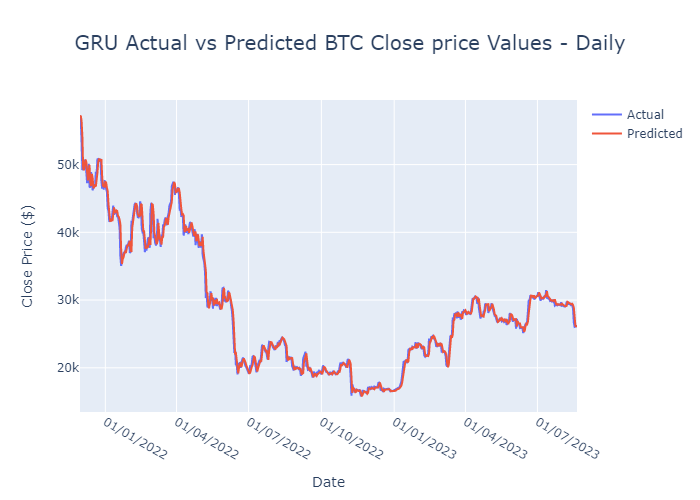 GRU Actual vs Predicted BTC Close price Values - Daily
Actual
Predicted
Close Price ($)
50k
40k
30k
20k
01/01/2022
01/04/2022
01/07/2022
01/10/2022
01/01/2023
01/04/2023
01/07/2023
Date